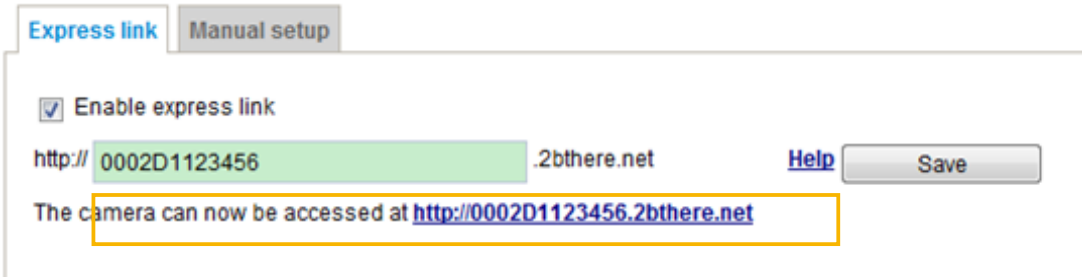 Express link Manual setup
Enable express link
http:// 0002D1123456 .2bthere.net Help Save
The camera can now be accessed at http://0002D1123456.2bthere.net